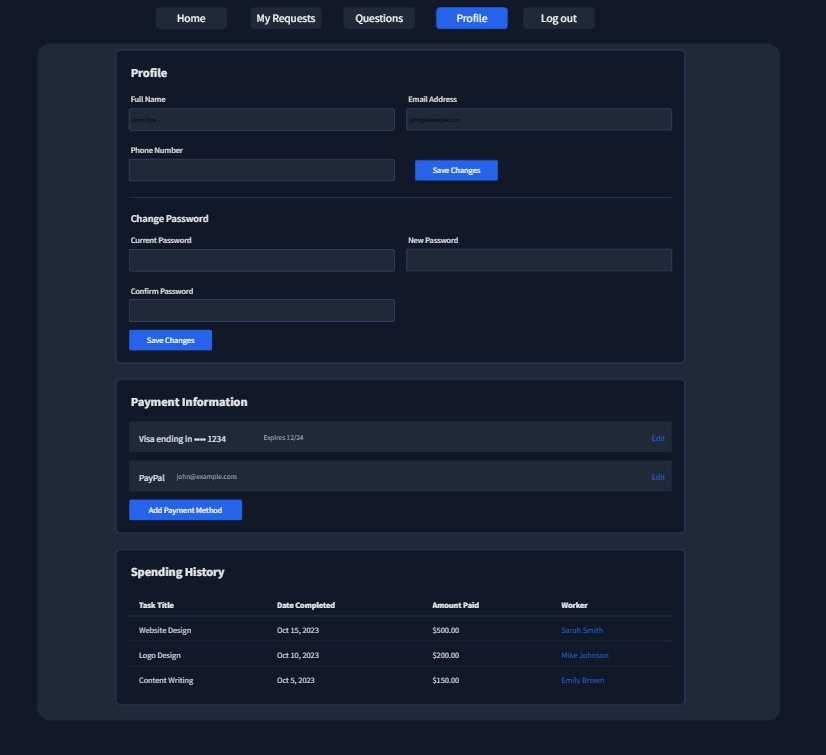 Home My Requests Questions Profile Log out
Profile
Full Name Email Address
John Doe john@example.com
Phone Number
Save Changes
Change Password
Current Password New Password
Confirm Password
Save Changes
Payment Information
Visa ending in •••• 1234 Expires 12/24 Edit
PayPal john@example.com Edit
Add Payment Method
Spending History
Task Title Date Completed Amount Paid Worker
Website Design Oct 15, 2023 $500.00 Sarah Smith
Logo Design Oct 10, 2023 $200.00 Mike Johnson
Content Writing Oct 5, 2023 $150.00 Emily Brown